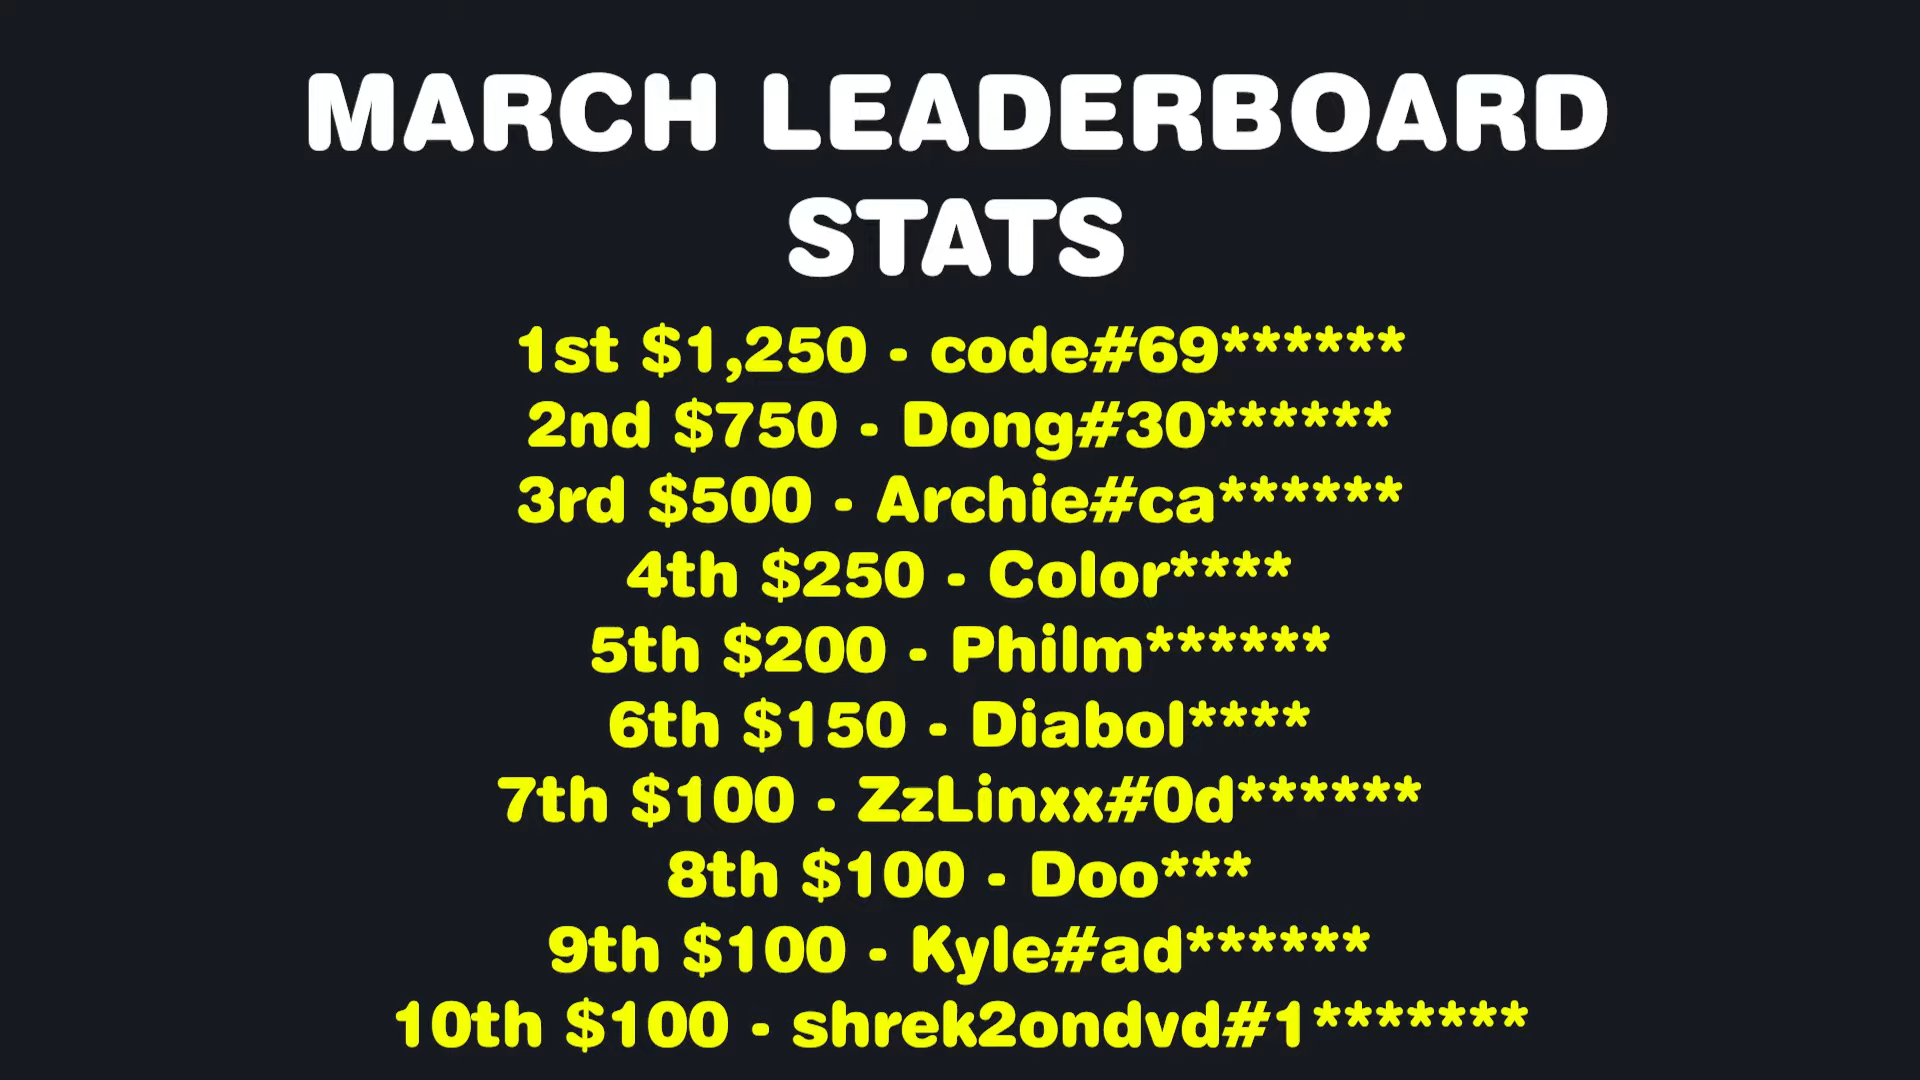 MARCH LEADERBOARD
STATS
1st $1,250 - code#69******
2nd $750 - Dong#30******
3rd $500 - Archie#ca******
4th $250 - Color****
5th $200 - Philm******
6th $150 - Diabol****
7th $100 - ZzLinxx#0d******
8th $100 - Doo***
9th $100 - Kyle#ad******
10th $100 - shrek2ondvd#1*******